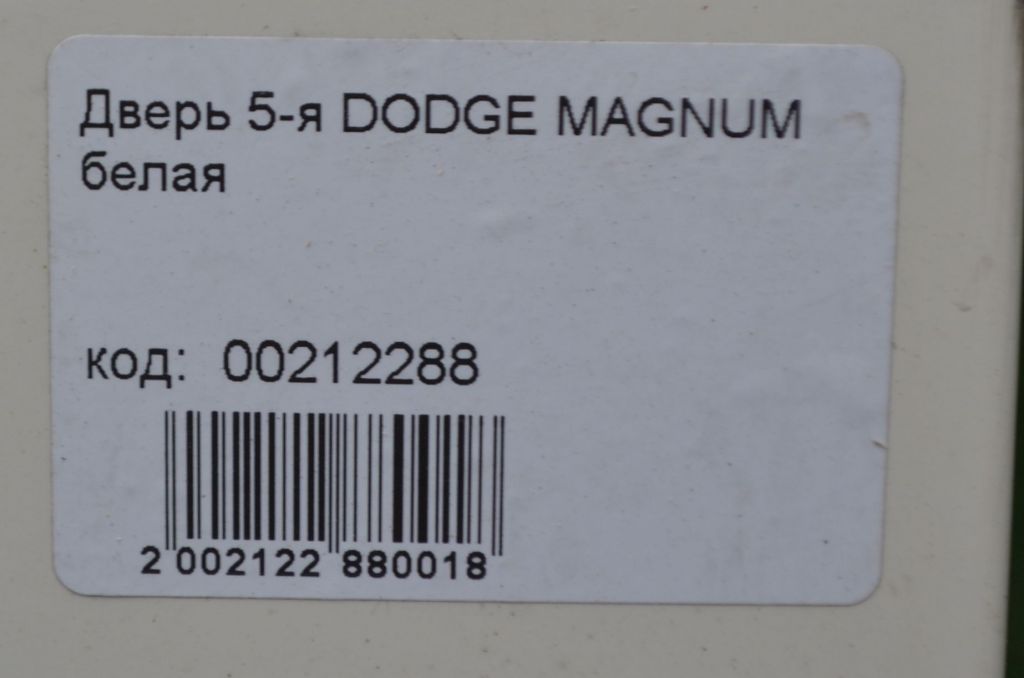 Дверь 5-я DODGE MAGNUM
белая
код: 00212288
2 002122 880018